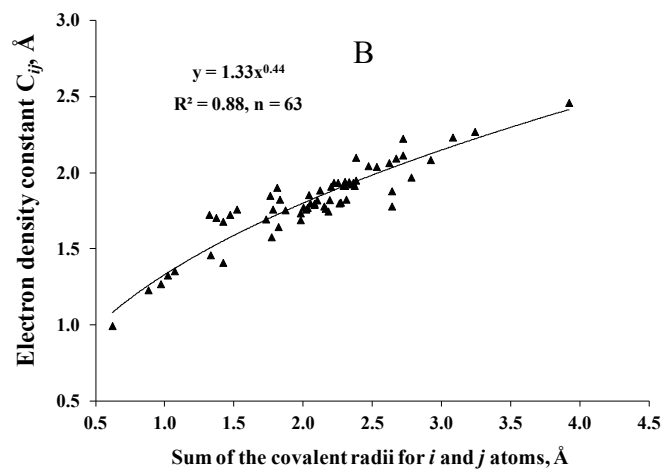 B
y = 1.33x^0.44
R² = 0.88, n = 63
Electron density constant C_ij, Å
3.0
2.5
2.0
1.5
1.0
0.5
0.5 1.0 1.5 2.0 2.5 3.0 3.5 4.0 4.5
Sum of the covalent radii for i and j atoms, Å